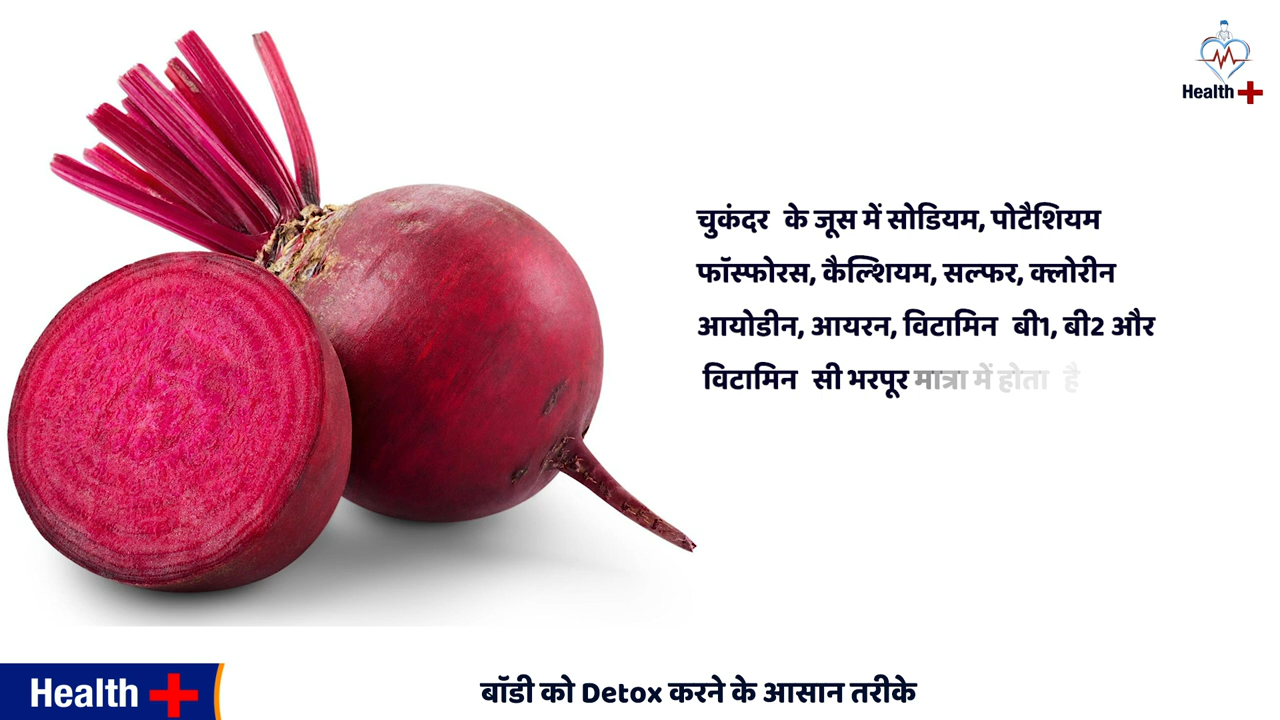 Health
चुकंदर के जूस में सोडियम, पोटैशियम
फॉस्फोरस, कैल्शियम, सल्फर, क्लोरीन
आयोडीन, आयरन, विटामिन बी1, बी2 और
विटामिन सी भरपूर मात्रा में होता है
Health
बॉडी को Detox करने के आसान तरीके